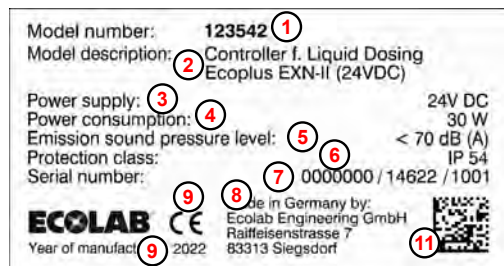 Model number: 123542 1
Model description: Controller f. Liquid Dosing
2 Ecoplus EXN-II (24VDC)
Power supply: 3 24V DC
Power consumption: 4 30 W
Emission sound pressure level: 5 < 70 dB (A)
Protection class: 6 IP 54
Serial number: 7 0000000 / 14622 / 1001
ECOLAB CE 9 8 in Germany by:
Ecolab Engineering GmbH
Raiffeisenstrasse 7
Year of 9 2022 83313 Siegsdorf 11